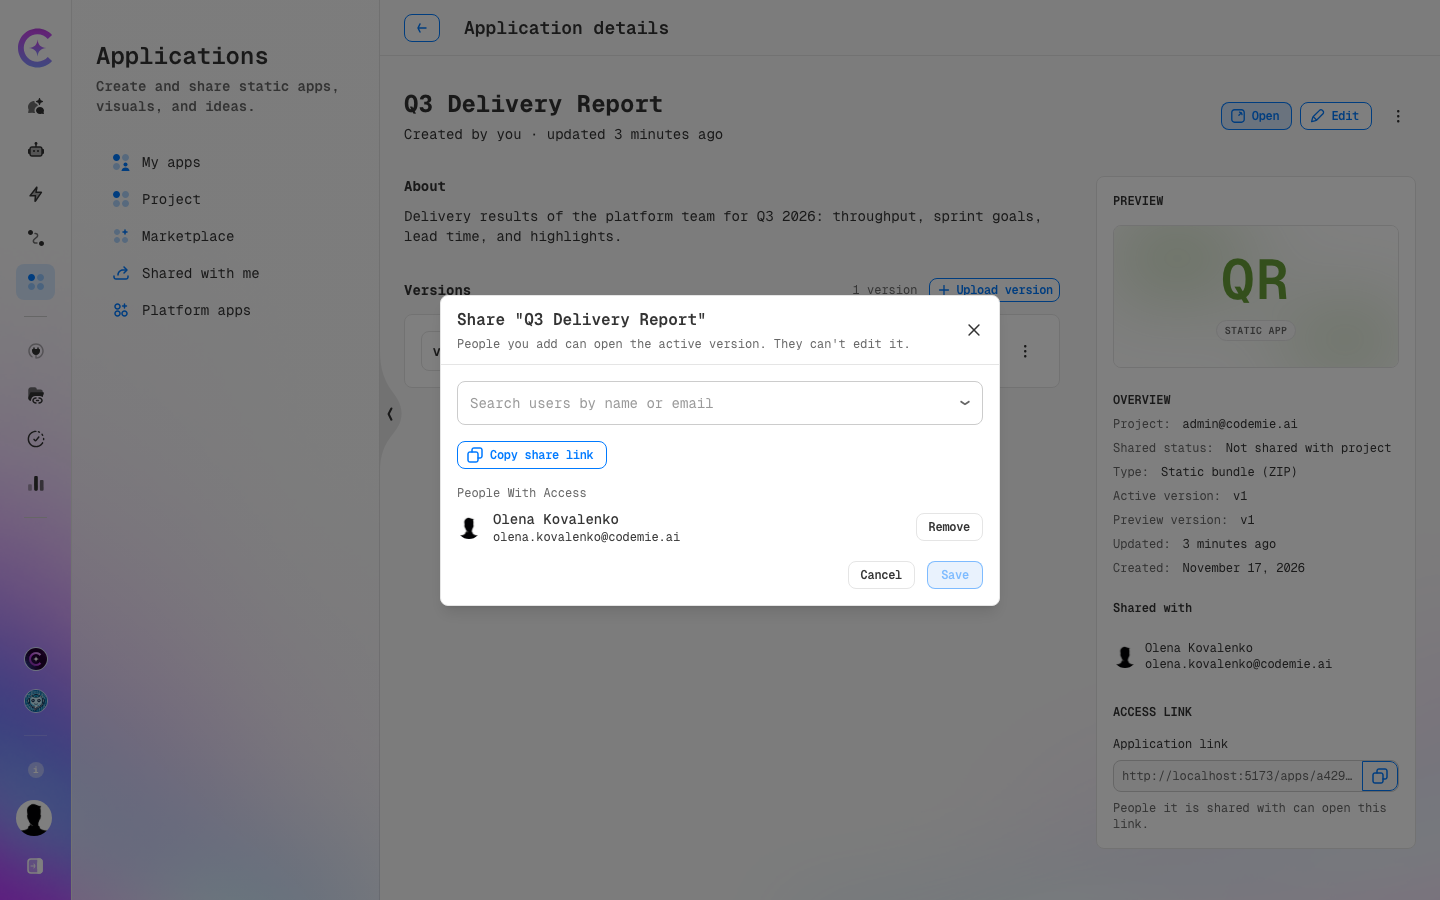 Applications
Create and share static apps,
visuals, and ideas.
My apps
Project
Marketplace
Shared with me
Platform apps
Application details
Q3 Delivery Report
Created by you · updated 3 minutes ago
Open
Edit
About
Delivery results of the platform team for Q3 2026: throughput, sprint goals,
lead time, and highlights.
Versions
1 version
Upload version
Share "Q3 Delivery Report"
People you add can open the active version. They can't edit it.
Search users by name or email
Copy share link
People With Access
Olena Kovalenko
olena.kovalenko@codemie.ai
Remove
Cancel
Save
PREVIEW
QR
STATIC APP
OVERVIEW
Project: admin@codemie.ai
Shared status: Not shared with project
Type: Static bundle (ZIP)
Active version: v1
Preview version: v1
Updated: 3 minutes ago
Created: November 17, 2026
Shared with
Olena Kovalenko
olena.kovalenko@codemie.ai
ACCESS LINK
Application link
http://localhost:5173/apps/a429…
People it is shared with can open this
link.